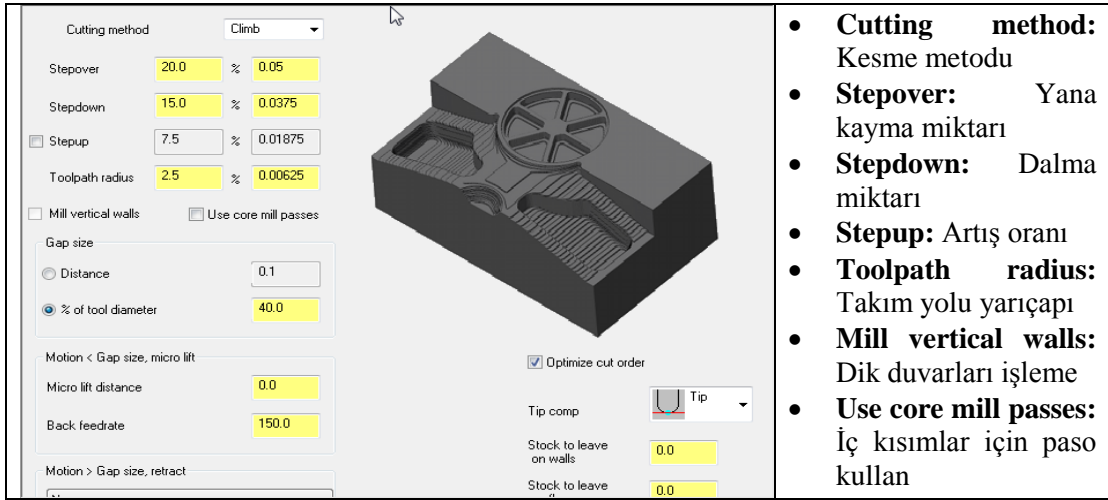 Cutting method Climb
Stepover 20.0 % 0.05
Stepdown 15.0 % 0.0375
Stepup 7.5 % 0.01875
Toolpath radius 2.5 % 0.00625
Mill vertical walls Use core mill passes
Gap size
Distance 0.1
% of tool diameter 40.0
Motion < Gap size, micro lift
Micro lift distance 0.0
Back feedrate 150.0
Motion > Gap size, retract
Optimize cut order
Tip comp Tip
Stock to leave
on walls 0.0
Stock to leave
0.0
• Cutting method:
Kesme metodu
• Stepover: Yana
kayma miktarı
• Stepdown: Dalma
miktarı
• Stepup: Artış oranı
• Toolpath radius:
Takım yolu yarıçapı
• Mill vertical walls:
Dik duvarları işleme
• Use core mill passes:
İç kısımlar için paso
kullan